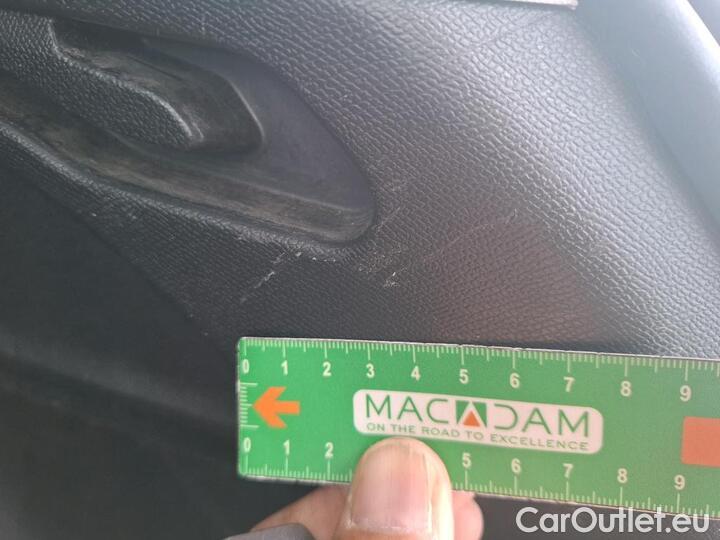 0 1 2 3 4 5 6 7 8 9
MACADAM
ON THE ROAD TO EXCELLENCE
0 1 2 5 6 7 8 9
CarOutlet.eu